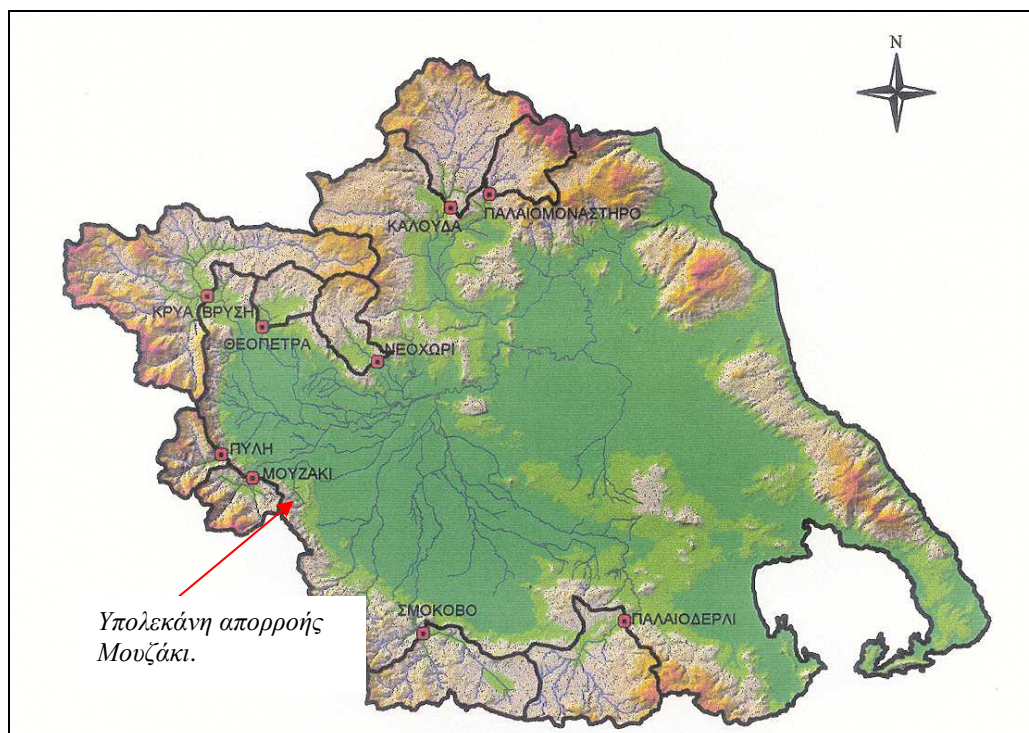 N
ΚΑΛΟΥΔΑ
ΠΑΛΑΙΟΜΟΝΑΣΤΗΡΟ
ΚΡΥΑ ΒΡΥΣΗ
ΘΕΟΠΕΤΡΑ
ΝΕΟΧΩΡΙ
ΠΥΛΗ
ΜΟΥΖΑΚΙ
ΣΜΟΚΟΒΟ
ΠΑΛΑΙΟΔΕΡΛΙ
Υπολεκάνη απορροής
Μουζάκι.